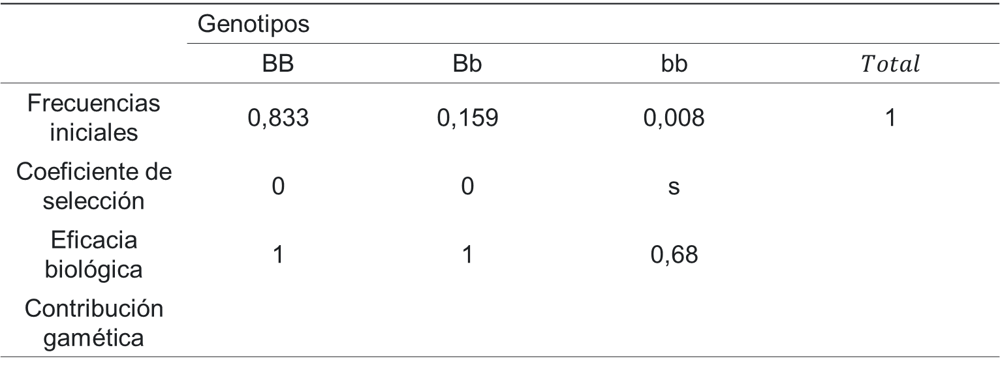 Genotipos
BB Bb bb Total
Frecuencias
iniciales
0,833 0,159 0,008 1
Coeficiente de
selección
0 0 s
Eficacia
biológica
1 1 0,68
Contribución
gamética